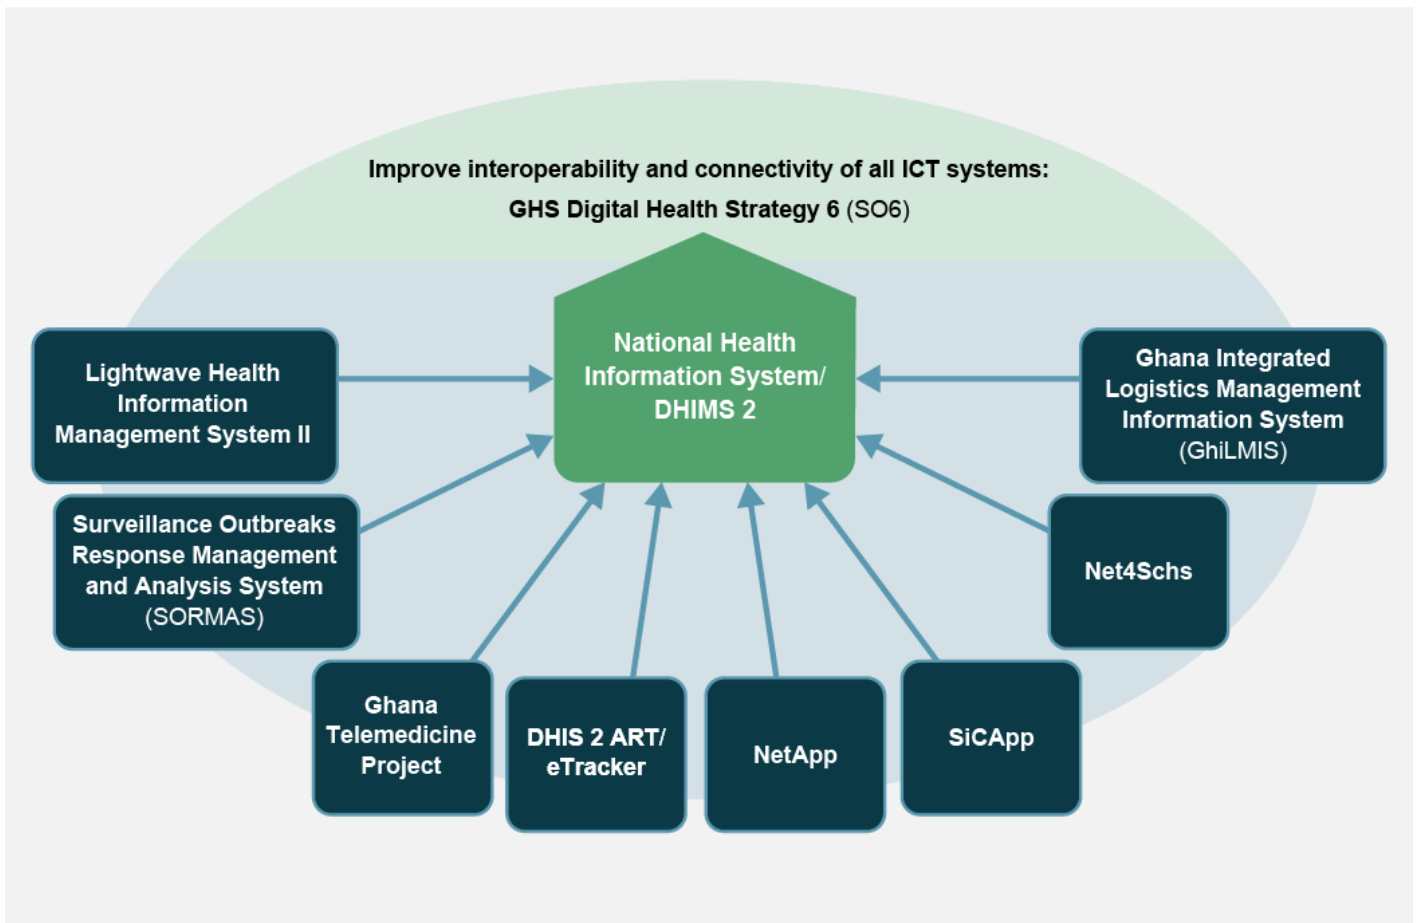 Improve interoperability and connectivity of all ICT systems:
GHS Digital Health Strategy 6 (SO6)
National Health
Information System/
DHIMS 2
Lightwave Health
Information
Management System II
Surveillance Outbreaks
Response Management
and Analysis System
(SORMAS)
Ghana
Telemedicine
Project
DHIS 2 ART/
eTracker
NetApp
SiCApp
Net4Schs
Ghana Integrated
Logistics Management
Information System
(GhiLMIS)